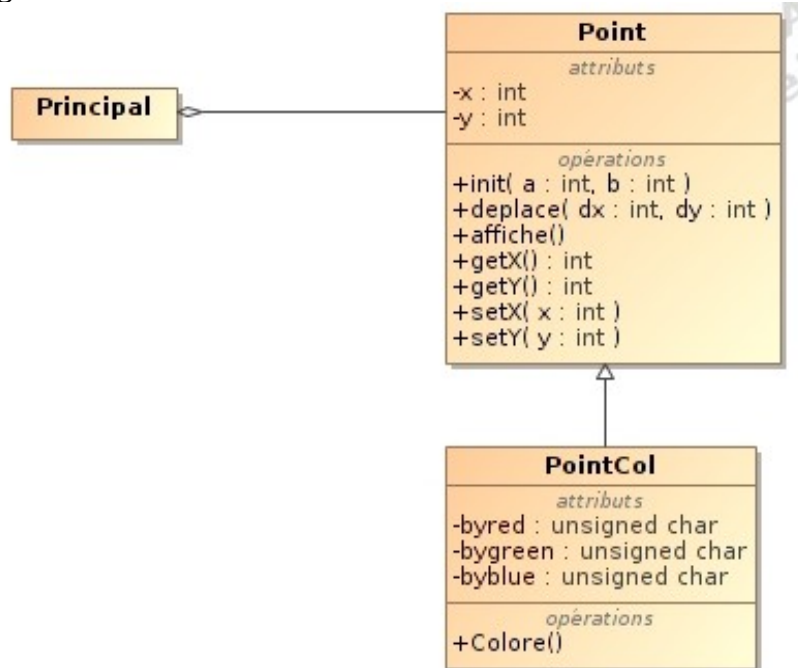 Principal
Point
attributs
-x : int
-y : int
opérations
+init( a : int, b : int )
+deplace( dx : int, dy : int )
+affiche()
+getX() : int
+getY() : int
+setX( x : int )
+setY( y : int )
PointCol
attributs
-byred : unsigned char
-bygreen : unsigned char
-byblue : unsigned char
opérations
+Colore()